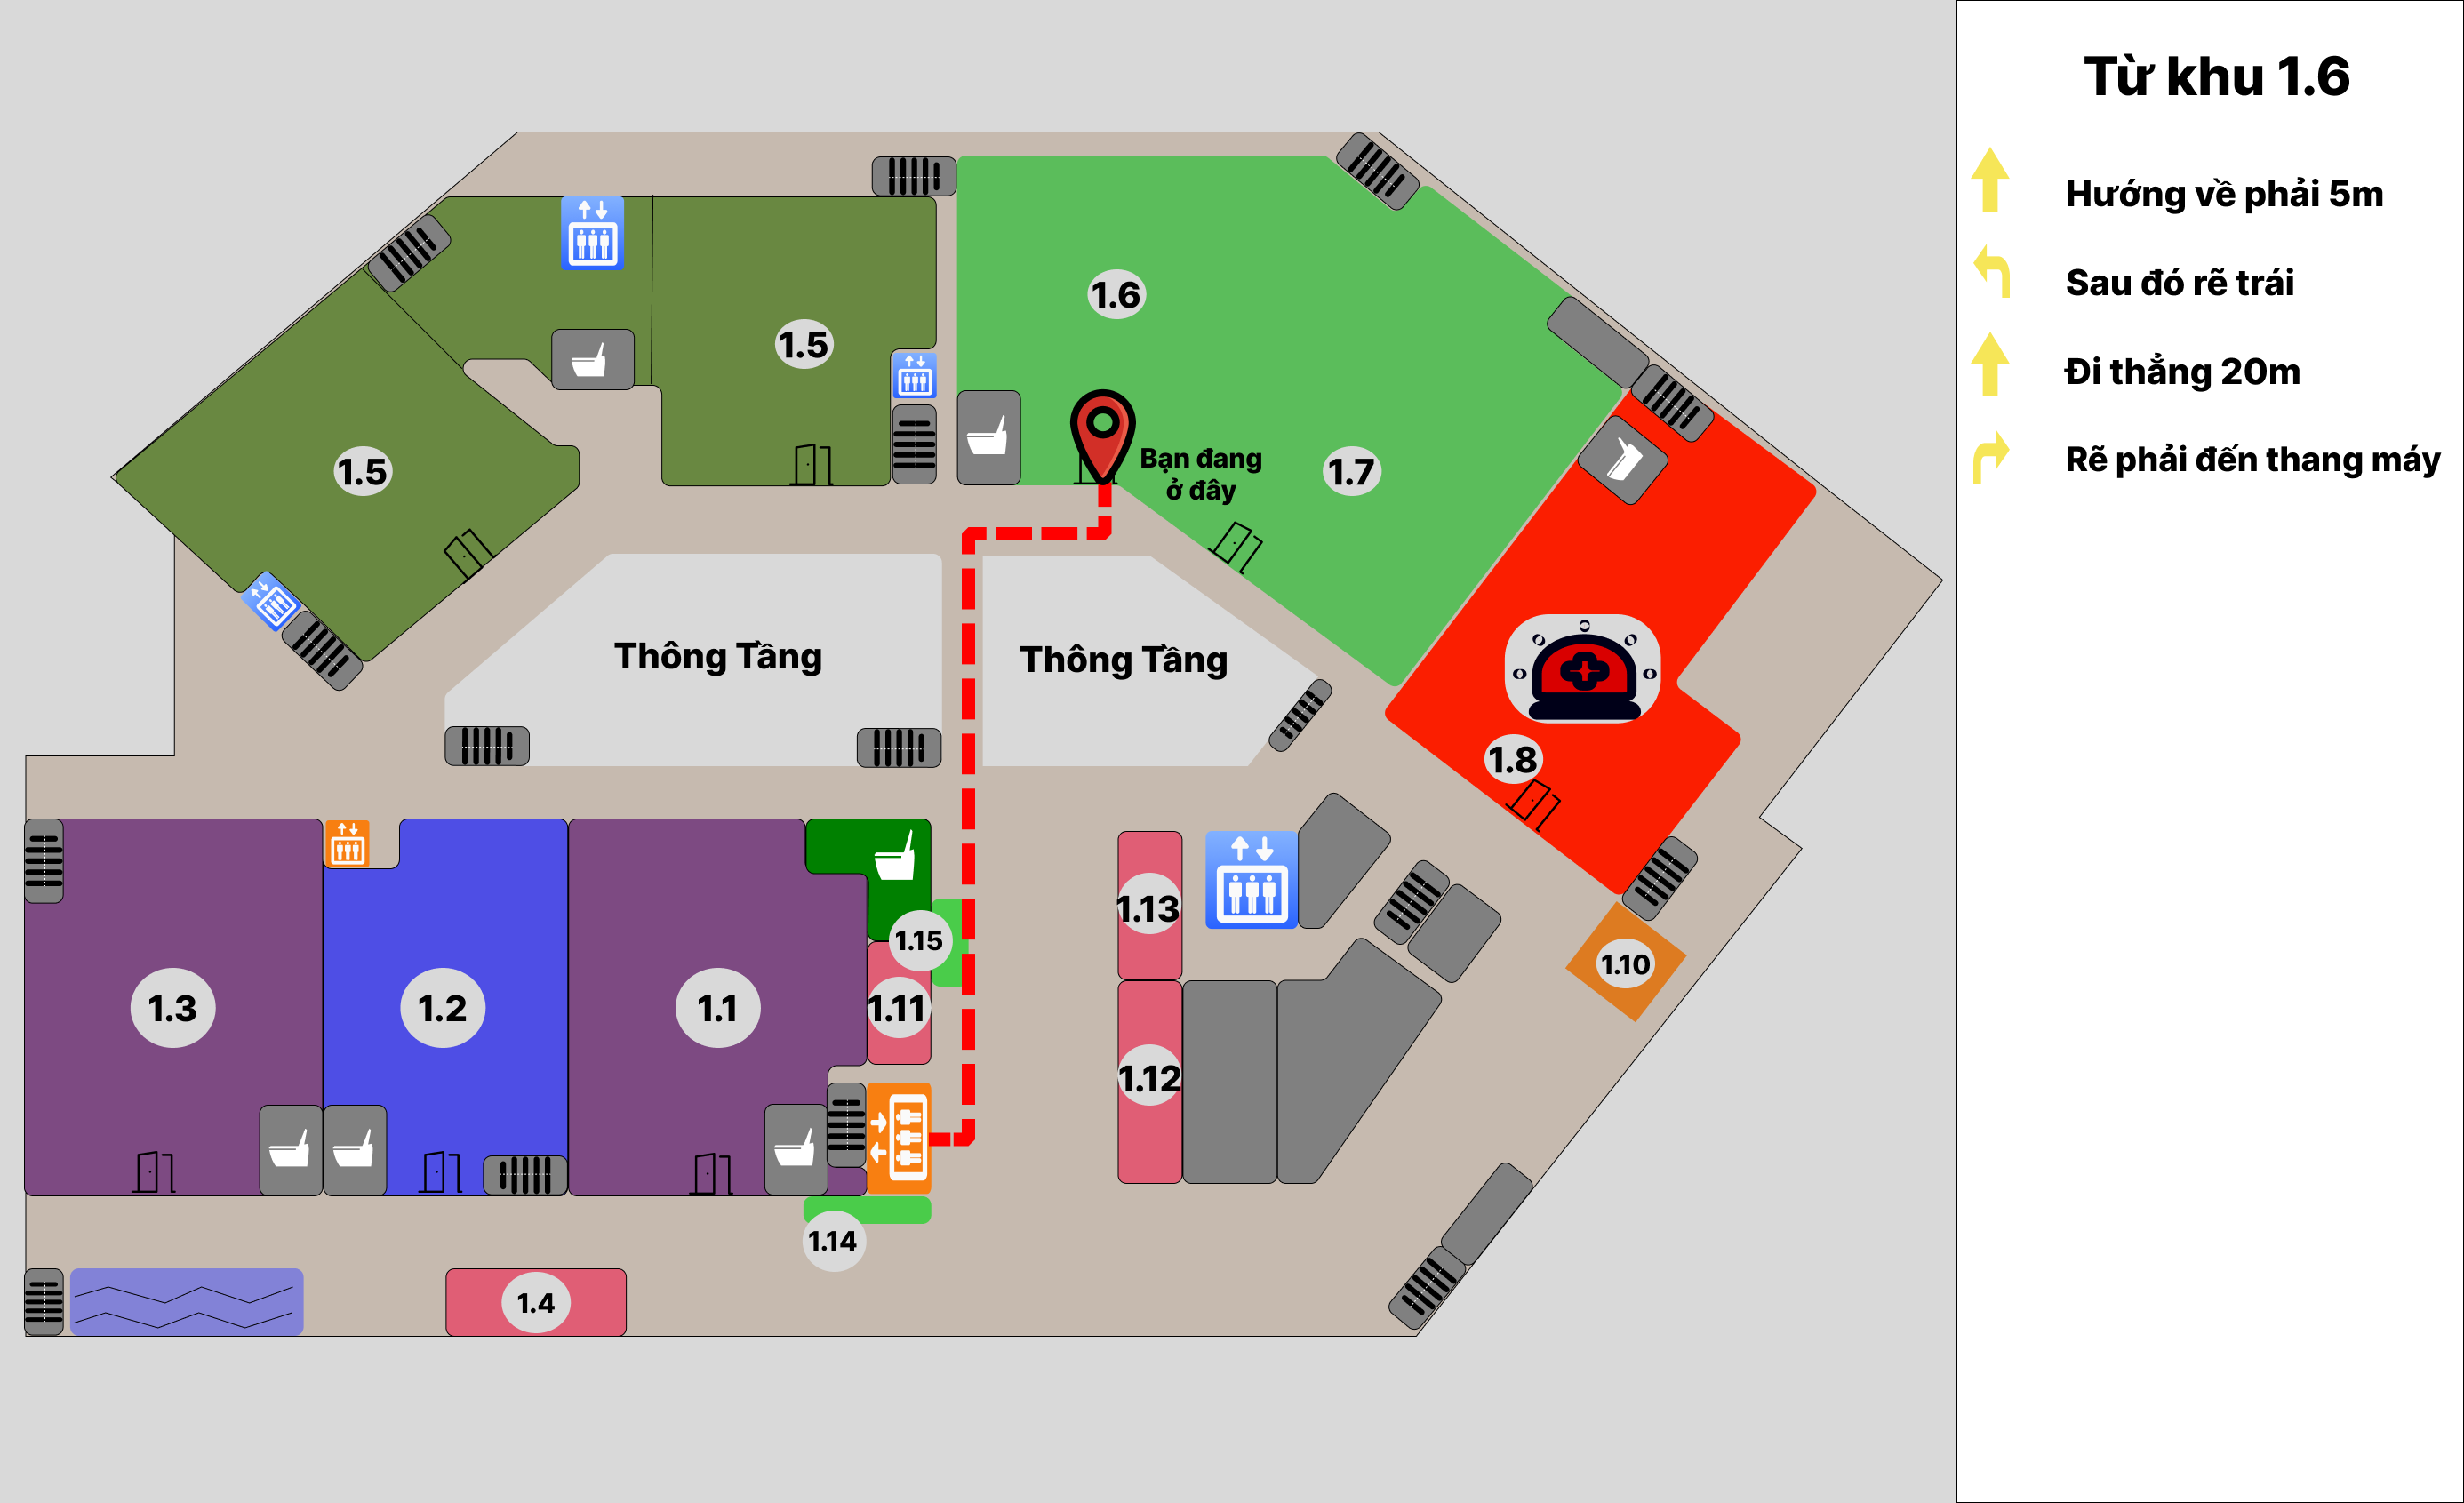 Từ khu 1.6
Hướng về phải 5m
Sau đó rẽ trái
Đi thẳng 20m
Rẽ phải đến thang máy
1.6
1.5
1.5
Bạn đang
ở đây
1.7
Thông Tầng
Thông Tầng
1.8
1.13
1.15
1.10
1.3
1.2
1.1
1.11
1.12
1.14
1.4